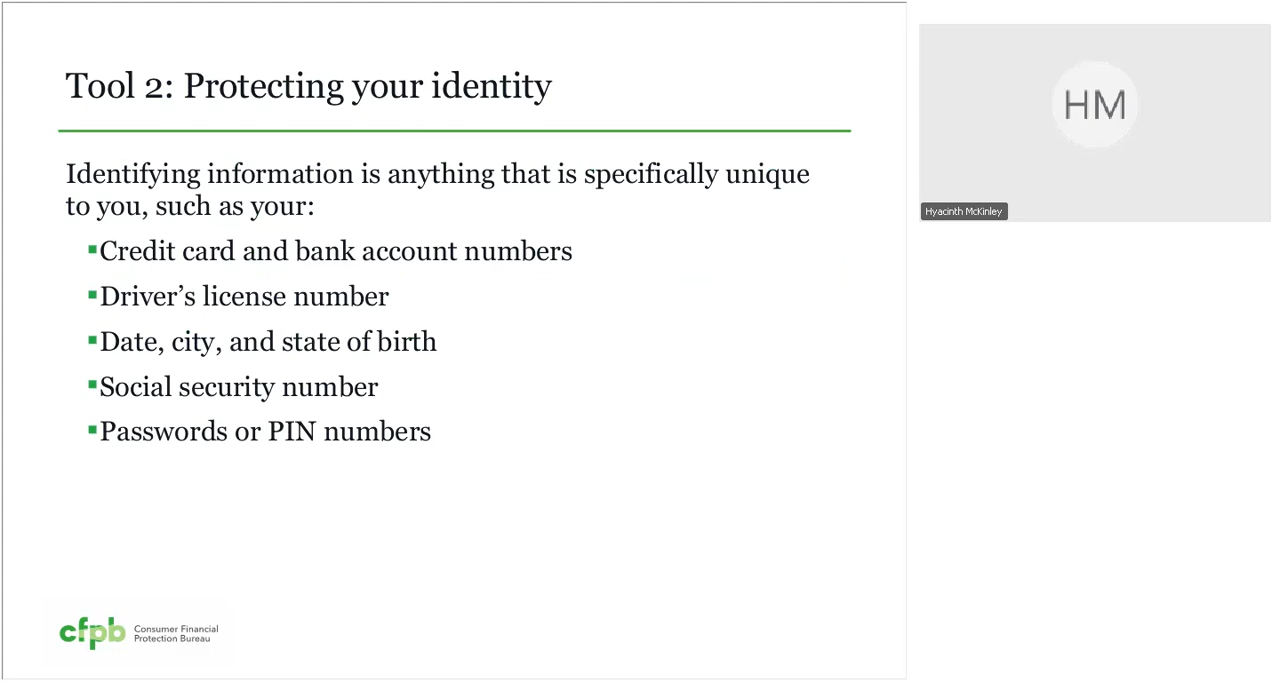 Tool 2: Protecting your identity
Identifying information is anything that is specifically unique
to you, such as your:
▪Credit card and bank account numbers
▪Driver’s license number
▪Date, city, and state of birth
▪Social security number
▪Passwords or PIN numbers
cfpb Consumer Financial
Protection Bureau
HM
Hyacinth McKinley